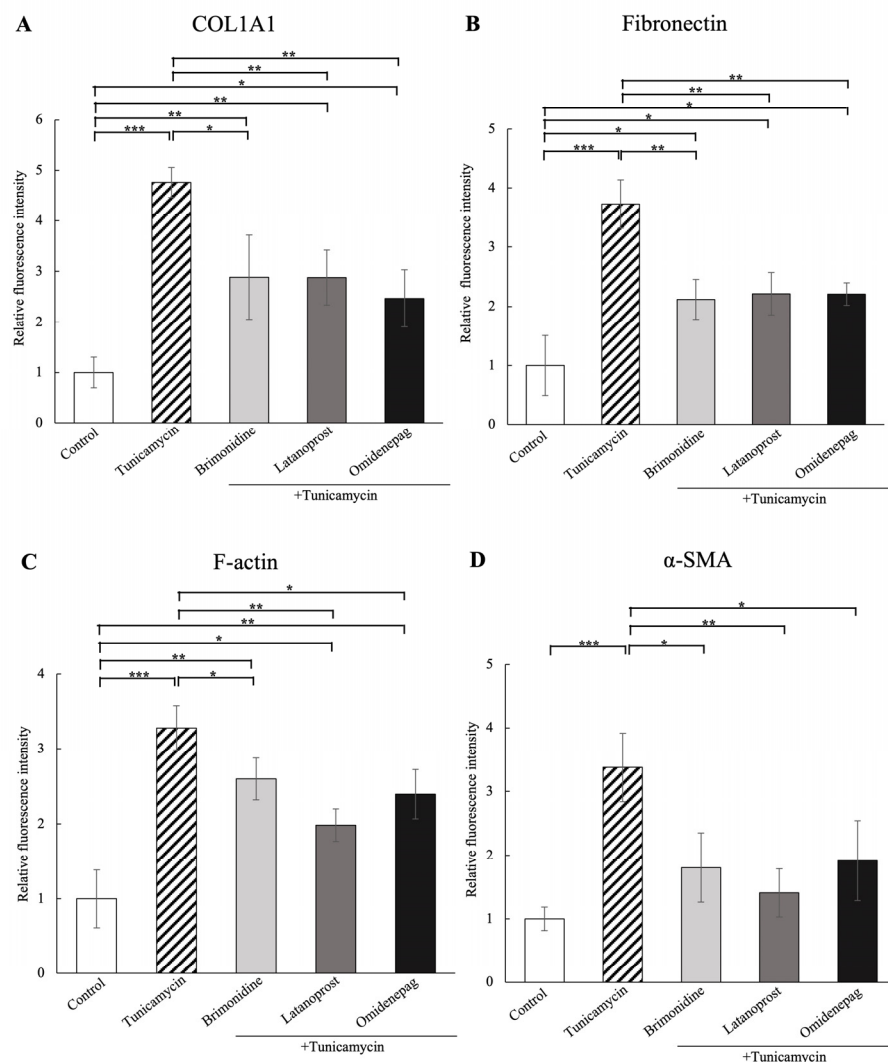 A COL1A1
**
**
*
**
**
*** *
Relative fluorescence intensity
6
5
4
3
2
1
0
Control Tunicamycin Brimonidine Latanoprost Omidenepag
+Tunicamycin
B Fibronectin
**
**
*
*
*
*** **
Relative fluorescence intensity
5
4
3
2
1
0
Control Tunicamycin Brimonidine Latanoprost Omidenepag
+Tunicamycin
C F-actin
*
**
**
*
**
*** *
Relative fluorescence intensity
4
3
2
1
0
Control Tunicamycin Brimonidine Latanoprost Omidenepag
+Tunicamycin
D α-SMA
*
**
*** *
Relative fluorescence intensity
5
4
3
2
1
0
Control Tunicamycin Brimonidine Latanoprost Omidenepag
+Tunicamycin